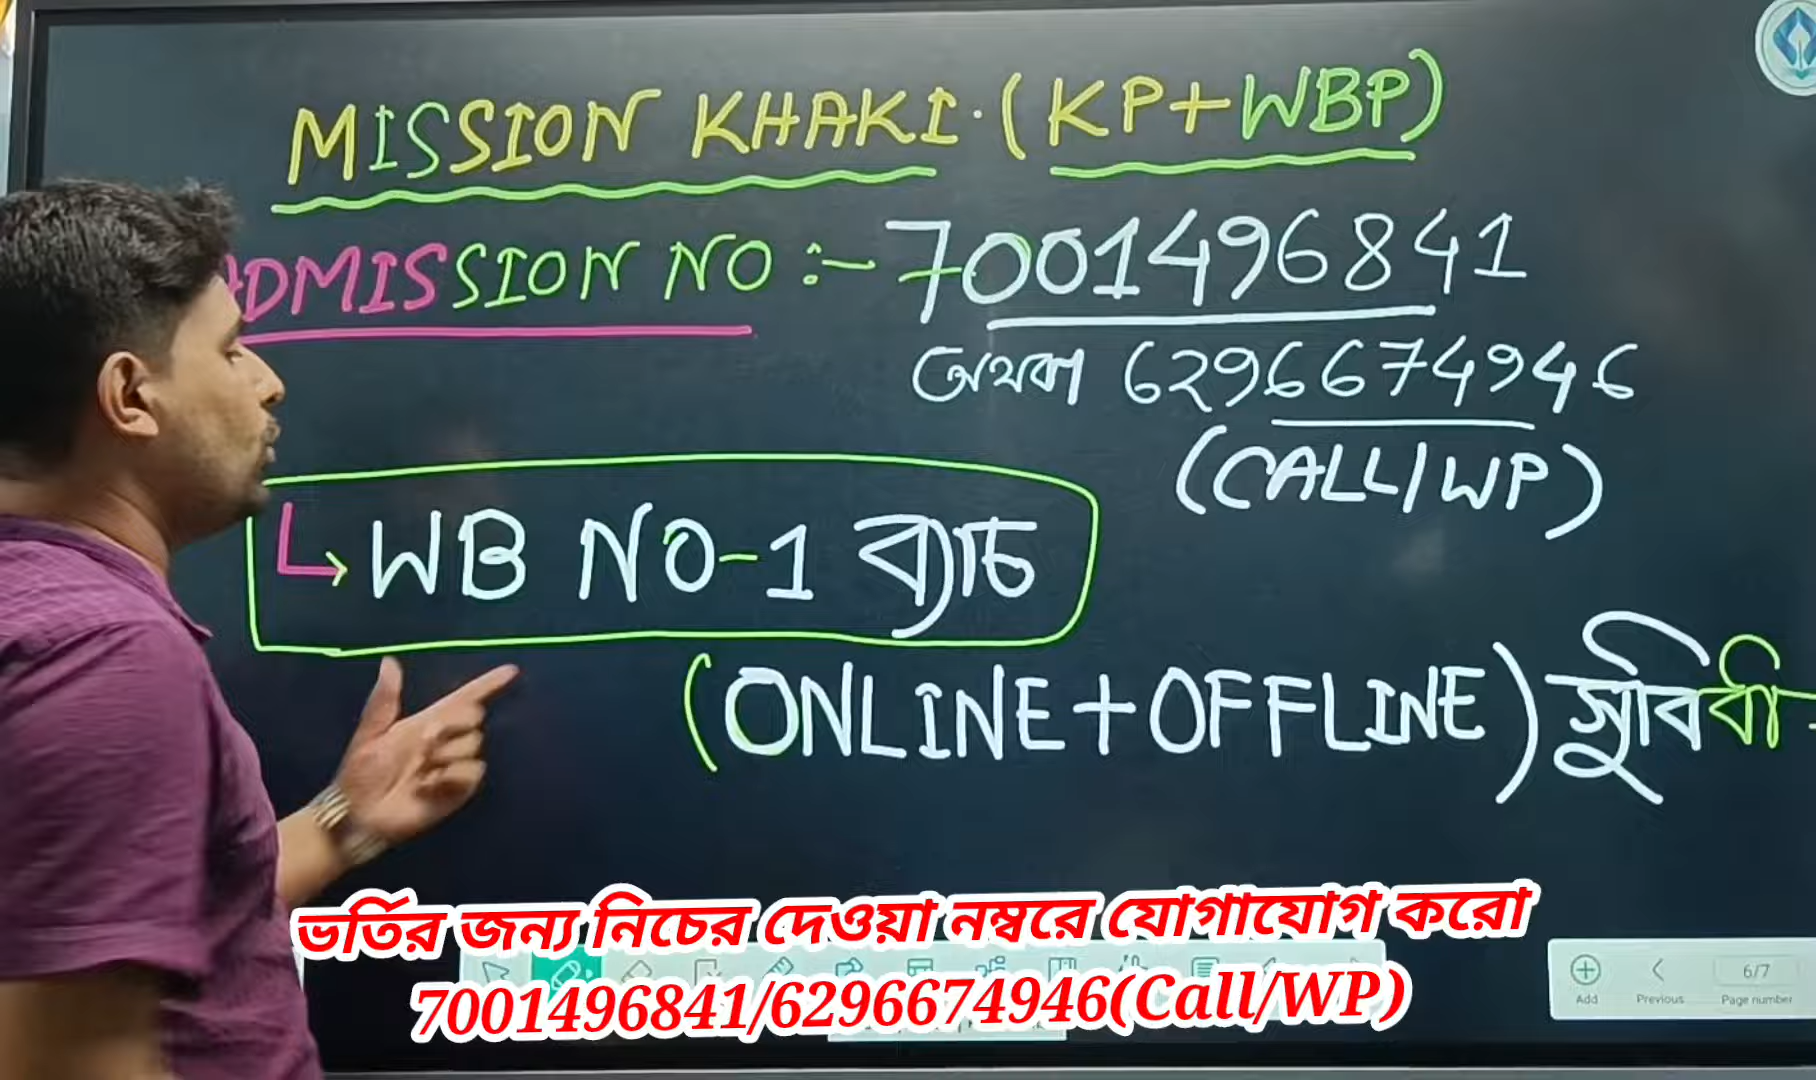 MISSION KHAKI. (KP+WBP)
ADMISSION NO :- 7001496841
অথবা 6296674946
(CALL/WP)
↳ WB NO-1 ব্যাচ
(ONLINE+OFFLINE)
ভর্তির জন্য নিচের দেওয়া নম্বরে যোগাযোগ করো
7001496841/6296674946(Call/WP)
6/7
Add Previous Page number